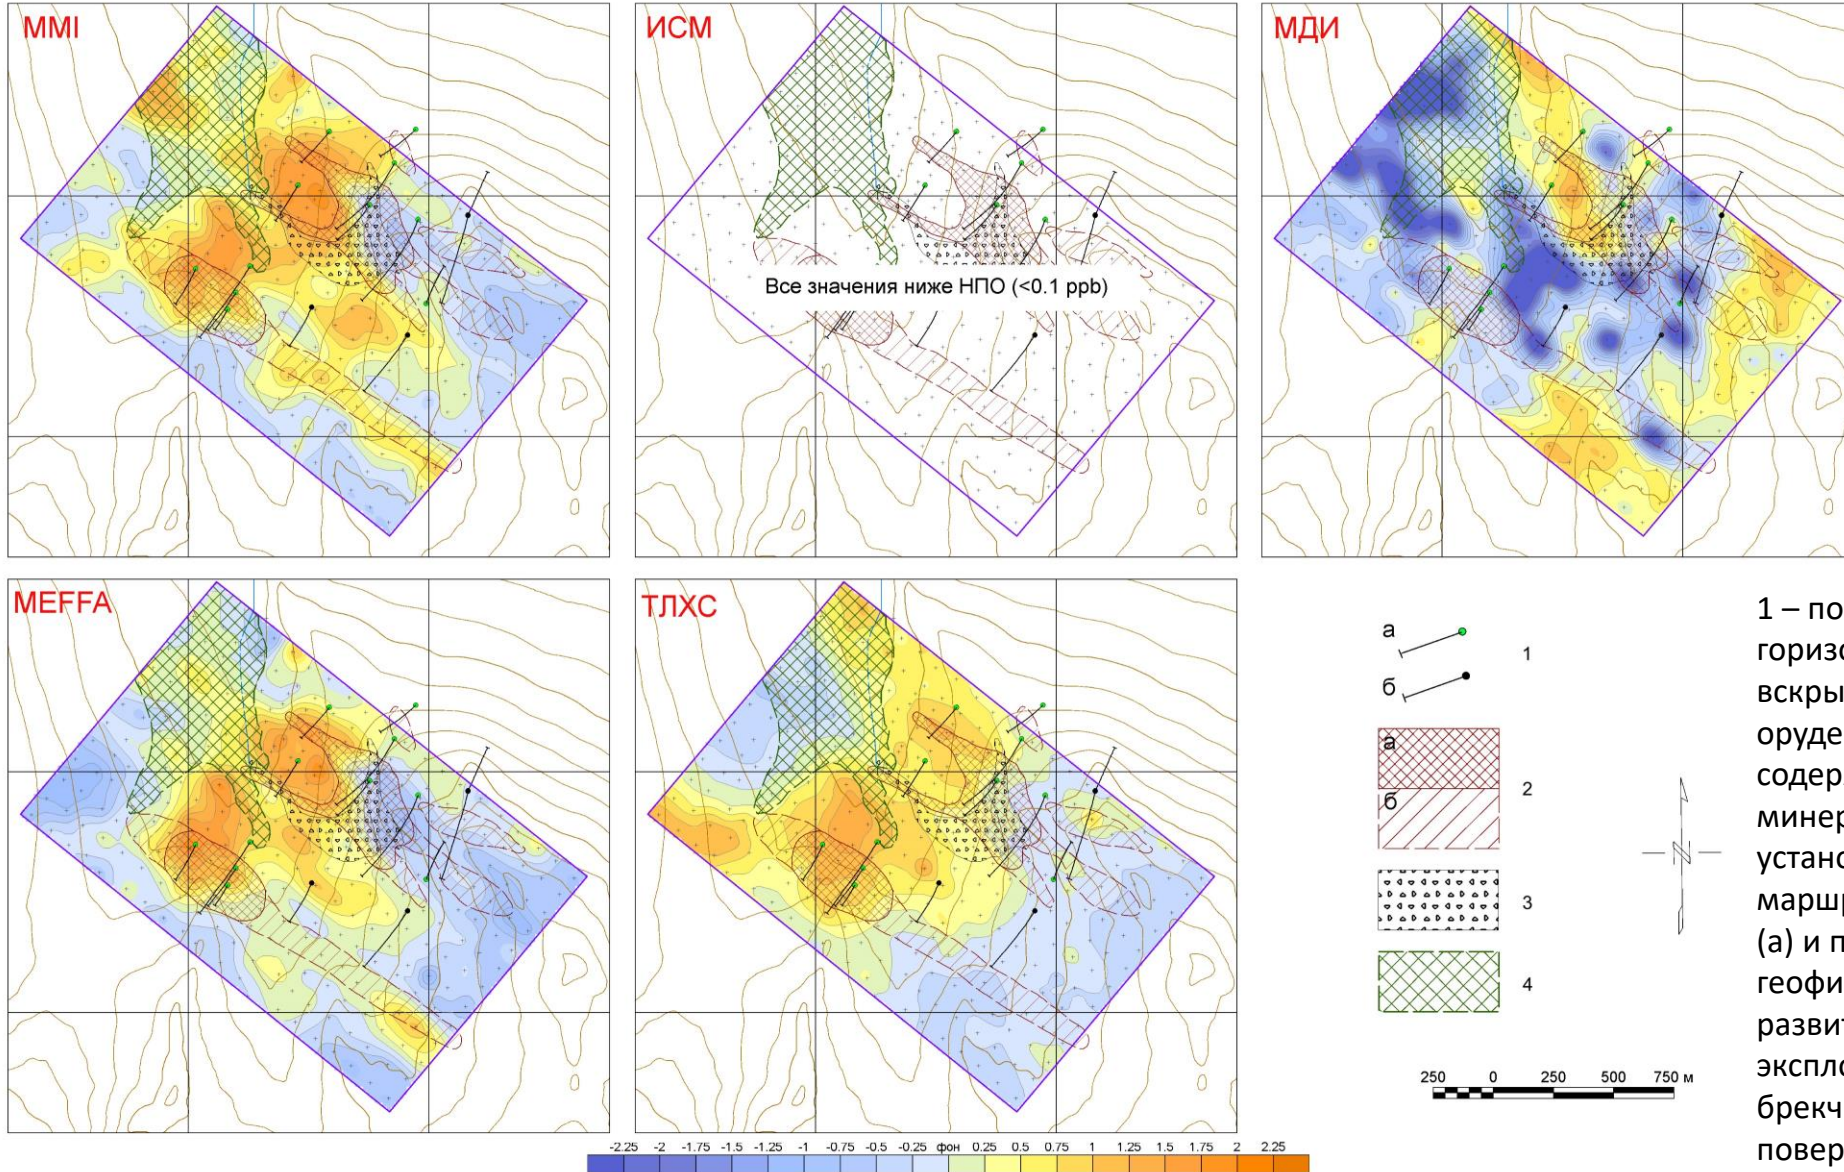 MMI
ИСМ
МДИ
Все значения ниже НПО (<0.1 ppb)
MEFFA
ТЛХС
а
1
б
а
2
б
3
4
250 0 250 500 750 м
1 – по
горизо
вскры
оруде
содер
минер
устано
маршр
(а) и п
геофи
развит
экспло
брекч
повер
-2.25 -2 -1.75 -1.5 -1.25 -1 -0.75 -0.5 -0.25 фон 0.25 0.5 0.75 1 1.25 1.5 1.75 2 2.25